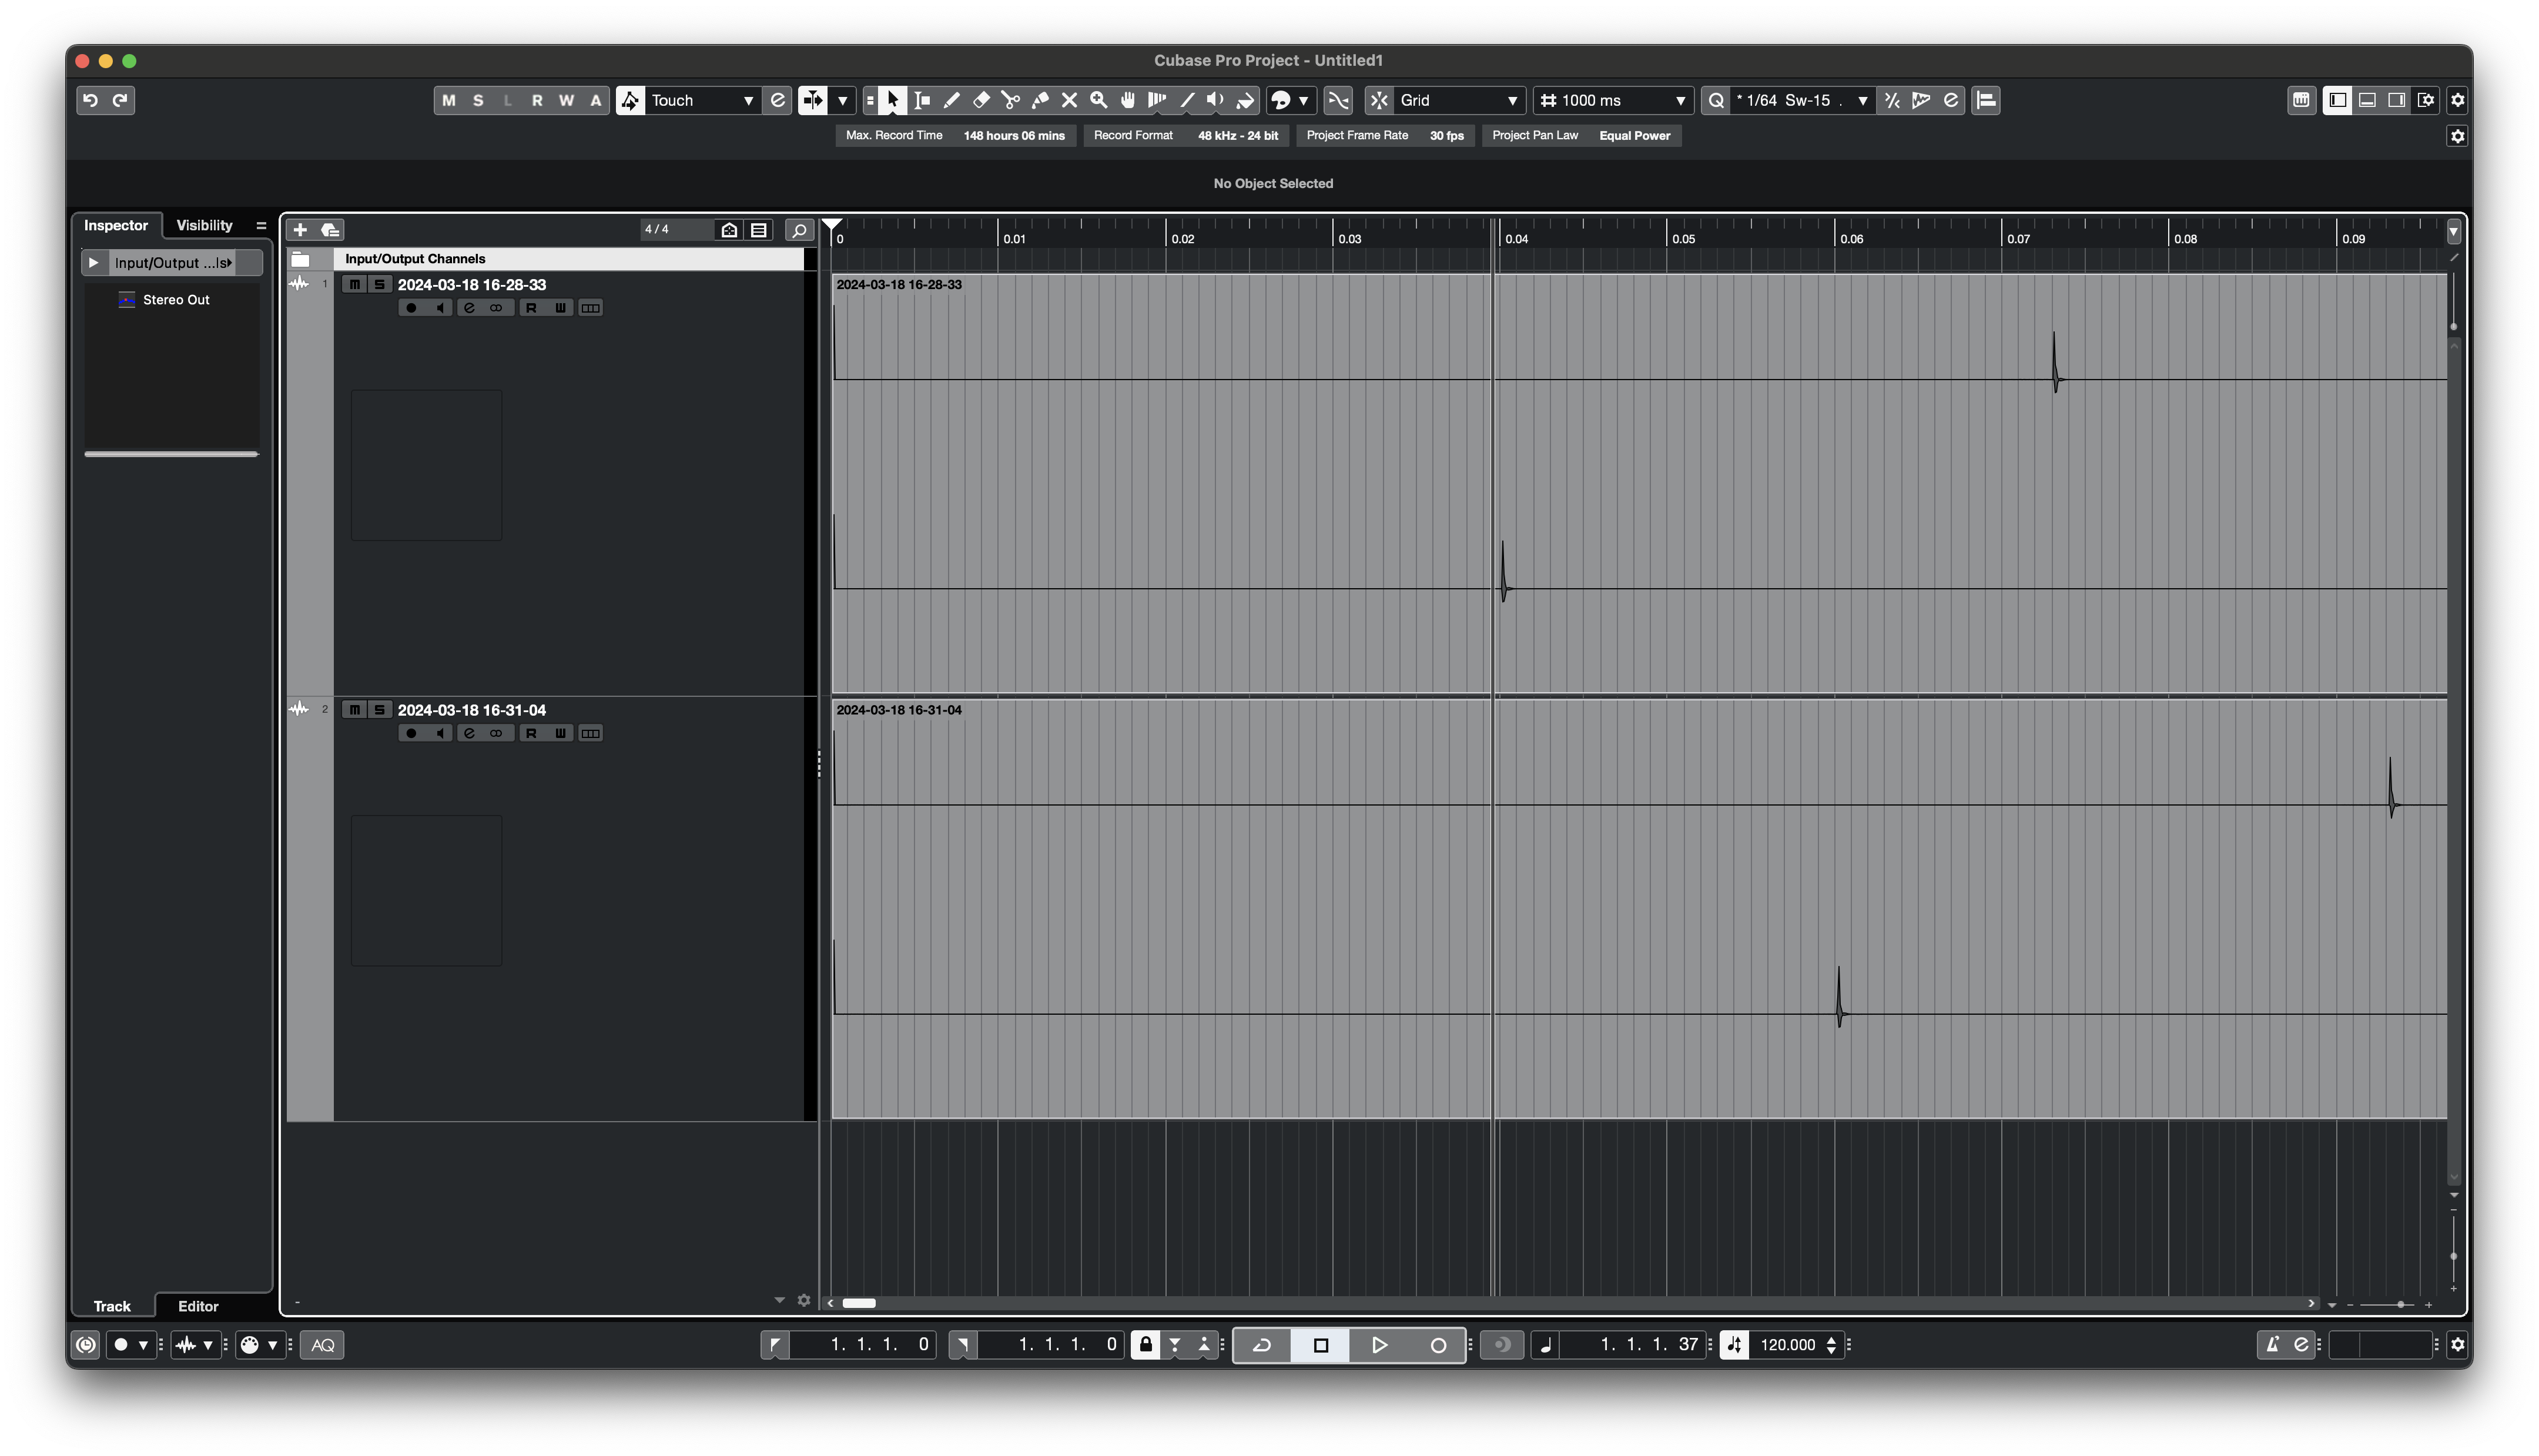 Cubase Pro Project - Untitled1
M S L R W A Touch Grid 1000 ms Q * 1/64 Sw-15 .
Max. Record Time 148 hours 06 mins Record Format 48 kHz - 24 bit Project Frame Rate 30 fps Project Pan Law Equal Power
No Object Selected
Inspector Visibility
4 / 4
0 0.01 0.02 0.03 0.04 0.05 0.06 0.07 0.08 0.09
Input/Output ...ls
Input/Output Channels
Stereo Out
1 m S 2024-03-18 16-28-33
2024-03-18 16-28-33
R W
2 m S 2024-03-18 16-31-04
2024-03-18 16-31-04
R W
Track Editor
AQ 1. 1. 1. 0 1. 1. 1. 0 1. 1. 1. 37 120.000